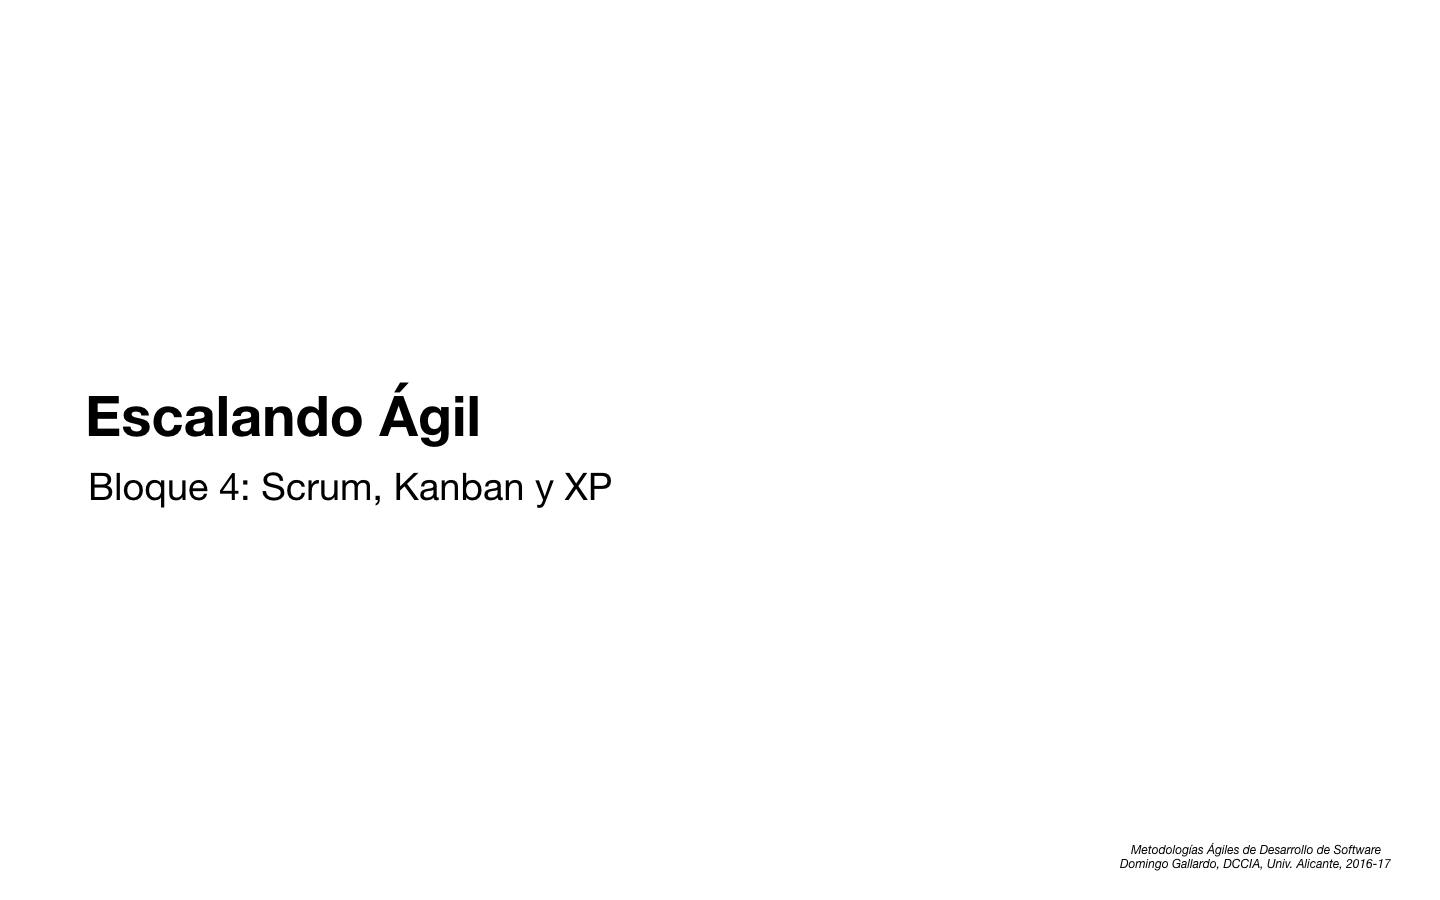 Escalando Ágil
Bloque 4: Scrum, Kanban y XP
Metodologías Ágiles de Desarrollo de Software
Domingo Gallardo, DCCIA, Univ. Alicante, 2016-17